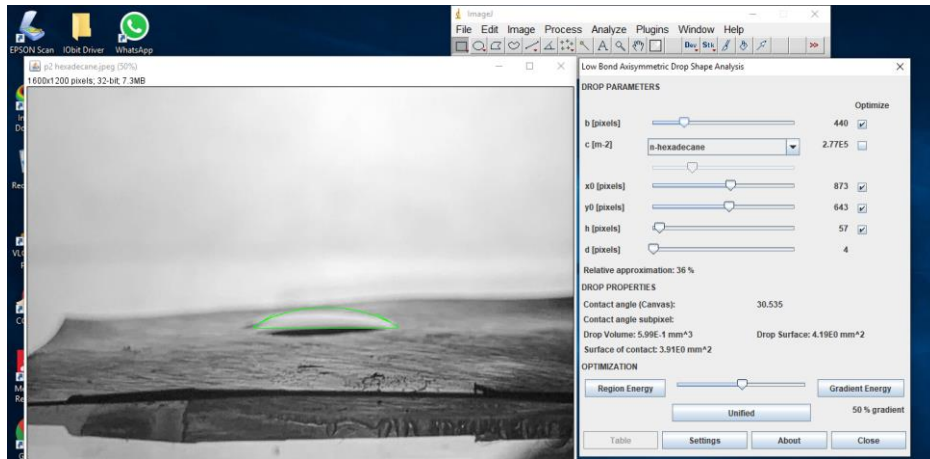 EPSON Scan IObit Driver WhatsApp
ImageJ
File Edit Image Process Analyze Plugins Window Help
Dev Stk
p2 hexadecane.jpeg (50%)
1600x1200 pixels; 32-bit; 7.3MB
Low Bond Axisymmetric Drop Shape Analysis
DROP PARAMETERS
Optimize
b [pixels] 440
c [m-2] n-hexadecane 2.77E5
x0 [pixels] 873
y0 [pixels] 643
h [pixels] 57
d [pixels] 4
Relative approximation: 36 %
DROP PROPERTIES
Contact angle (Canvas): 30.535
Contact angle subpixel:
Drop Volume: 5.99E-1 mm^3 Drop Surface: 4.19E0 mm^2
Surface of contact: 3.91E0 mm^2
OPTIMIZATION
Region Energy Gradient Energy
Unified 50 % gradient
Table Settings About Close